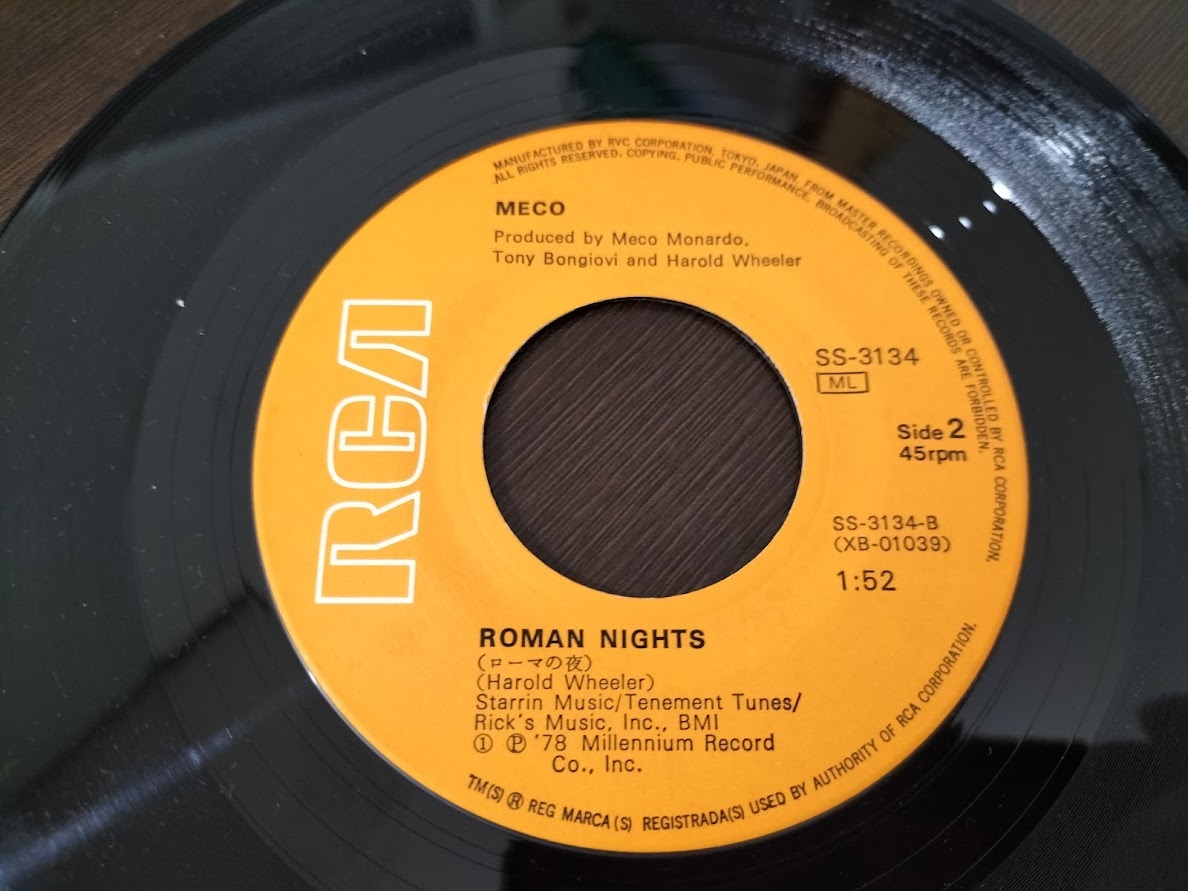 MANUFACTURED BY RVC CORPORATION, TOKYO, JAPAN. FROM MASTER RECORDINGS OWNED OR CONTROLLED BY RCA CORPORATION.
ALL RIGHTS RESERVED. COPYING, PUBLIC PERFORMANCE, BROADCASTING OF THESE RECORDS ARE FORBIDDEN.
MECO
Produced by Meco Monardo,
Tony Bongiovi and Harold Wheeler
RCA
SS-3134
ML
Side 2
45rpm
SS-3134-B
(XB-01039)
1:52
ROMAN NIGHTS
(ローマの夜)
(Harold Wheeler)
Starrin Music/Tenement Tunes/
Rick's Music, Inc., BMI
① ℗ '78 Millennium Record
Co., Inc.
TM(S) ® REG MARCA(S) REGISTRADA(S) USED BY AUTHORITY OF RCA CORPORATION.